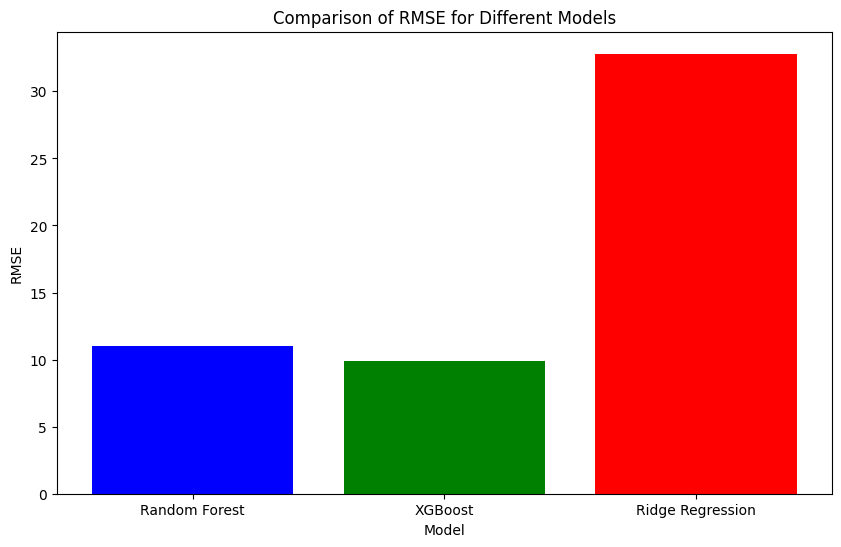 Comparison of RMSE for Different Models
RMSE
30
25
20
15
10
5
0
Random Forest XGBoost Ridge Regression
Model